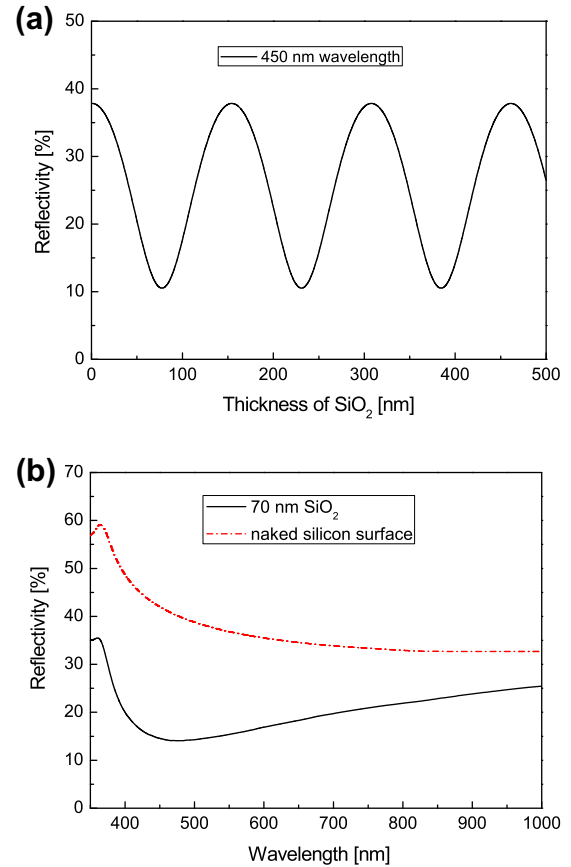 (a)
450 nm wavelength
50
40
30
20
10
0
Reflectivity [%]
0 100 200 300 400 500
Thickness of SiO₂ [nm]
(b)
70 nm SiO₂
naked silicon surface
70
60
50
40
30
20
10
0
Reflectivity [%]
400 500 600 700 800 900 1000
Wavelength [nm]